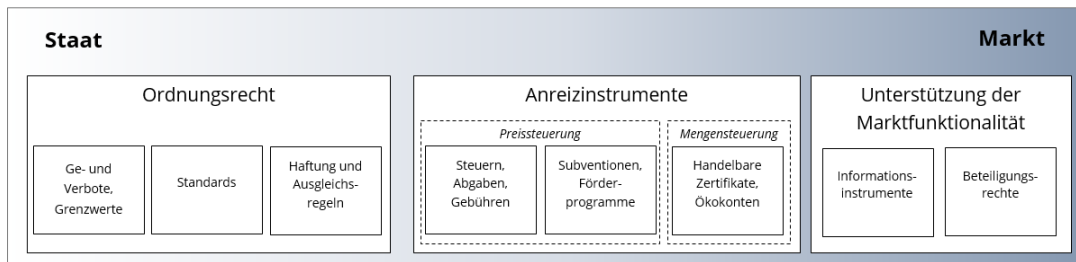 Staat
Markt
Ordnungsrecht
Ge- und
Verbote,
Grenzwerte
Standards
Haftung und
Ausgleichs-
regeln
Anreizinstrumente
Preissteuerung
Steuern,
Abgaben,
Gebühren
Subventionen,
Förder-
programme
Mengensteuerung
Handelbare
Zertifikate,
Ökokonten
Unterstützung der
Marktfunktionalität
Informations-
instrumente
Beteiligungs-
rechte